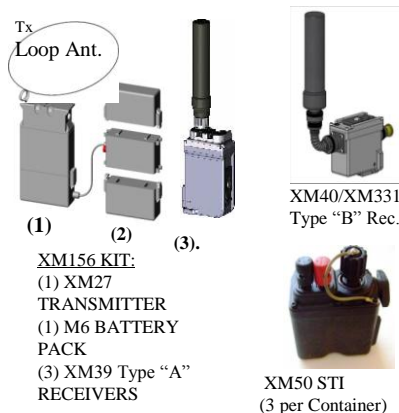 Tx
Loop Ant.
(1)
(2)
(3).
XM156 KIT:
(1) XM27
TRANSMITTER
(1) M6 BATTERY
PACK
(3) XM39 Type “A”
RECEIVERS
XM40/XM331
Type “B” Rec.
XM50 STI
(3 per Container)